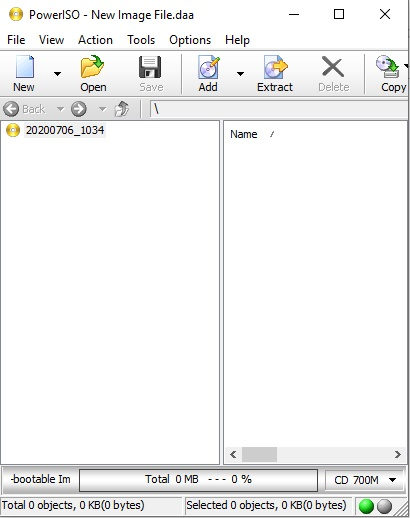 PowerISO - New Image File.daa
File View Action Tools Options Help
New Open Save Add Extract Delete Copy
Back \
20200706_1034
Name /
-bootable Im Total 0 MB --- 0 % CD 700M
Total 0 objects, 0 KB(0 bytes) Selected 0 objects, 0 KB(0 bytes)